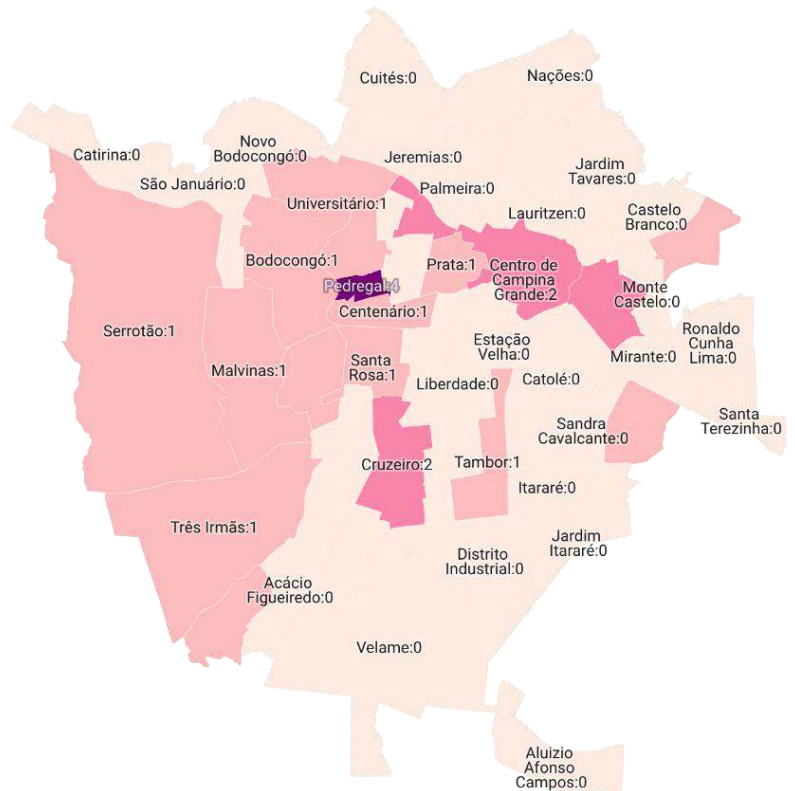 Cuités:0
Nações:0
Novo
Bodocongó:0
Catirina:0
Jeremias:0
Jardim
Tavares:0
São Januário:0
Palmeira:0
Universitário:1
Lauritzen:0
Castelo
Branco:0
Bodocongó:1
Prata:1
Centro de
Campina
Grande:2
Pedregal:4
Monte
Castelo:0
Centenário:1
Serrotão:1
Ronaldo
Cunha
Lima:0
Estação
Velha:0
Mirante:0
Malvinas:1
Santa
Rosa:1
Liberdade:0
Catolé:0
Santa
Terezinha:0
Sandra
Cavalcante:0
Cruzeiro:2
Tambor:1
Itararé:0
Três Irmãs:1
Jardim
Itararé:0
Distrito
Industrial:0
Acácio
Figueiredo:0
Velame:0
Aluizio
Afonso
Campos:0